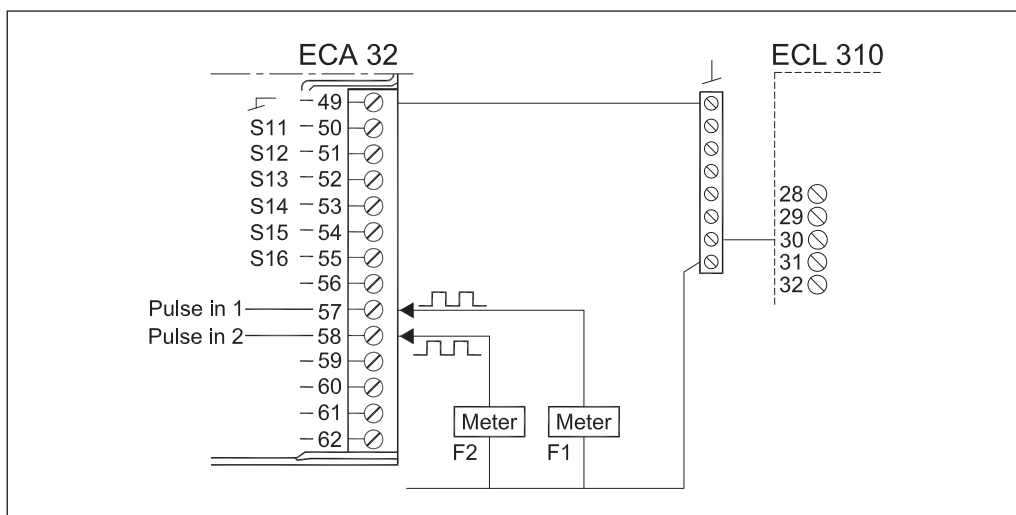 ECA 32
ECL 310
49
S11 50
S12 51
S13 52
S14 53
S15 54
S16 55
56
Pulse in 1 57
Pulse in 2 58
59
60
61
62
28
29
30
31
32
Meter
F2
Meter
F1